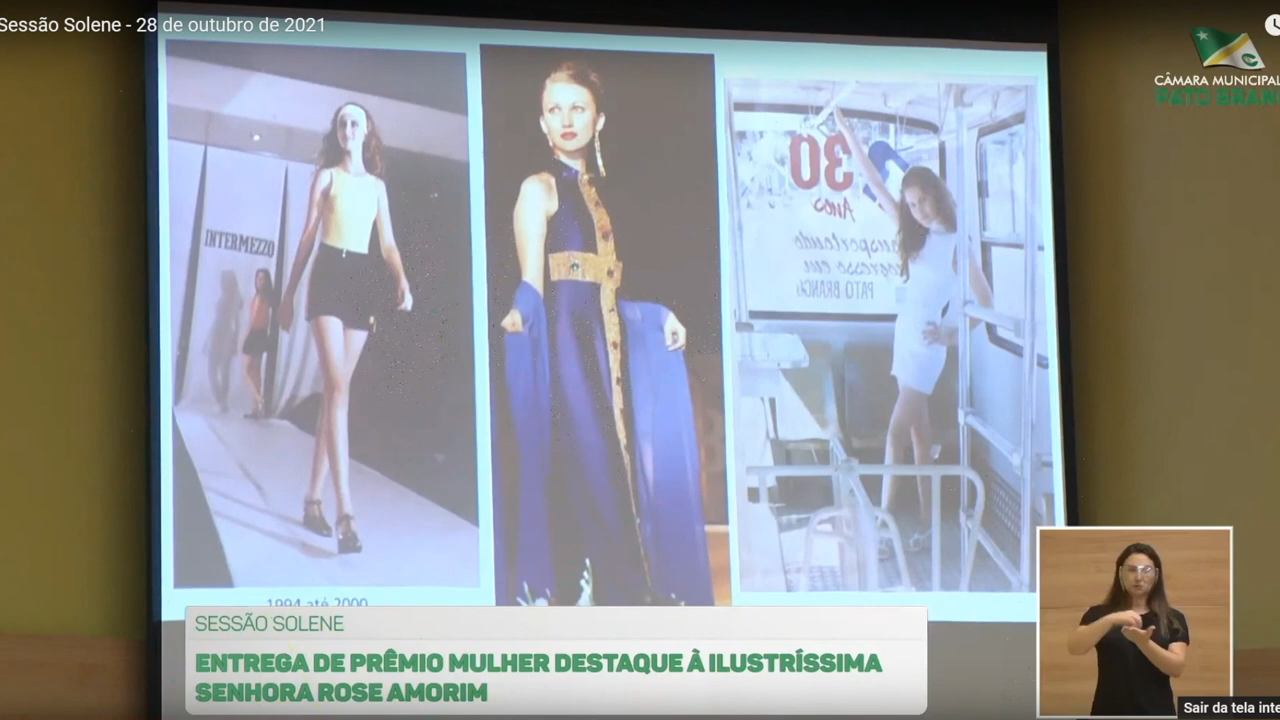 Sessão Solene - 28 de outubro de 2021
CÂMARA MUNICIPAL
PATO BRAN
INTERMEZZO
30
Anos
PATO BRANCO
1994 até 2000
SESSÃO SOLENE
ENTREGA DE PRÊMIO MULHER DESTAQUE À ILUSTRÍSSIMA
SENHORA ROSE AMORIM
Sair da tela inte